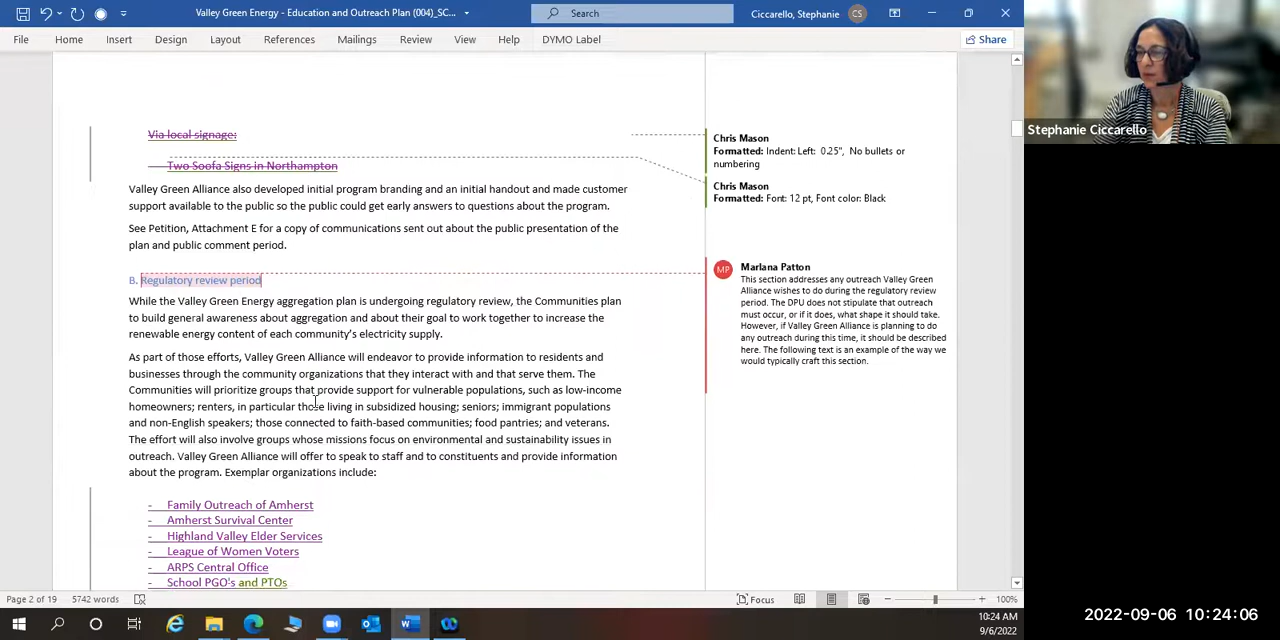 Valley Green Energy - Education and Outreach Plan (004)_SC...
Search
Ciccarello, Stephanie
CS
File
Home
Insert
Design
Layout
References
Mailings
Review
View
Help
DYMO Label
Share
Via local signage:
Two Soofa Signs in Northampton
Valley Green Alliance also developed initial program branding and an initial handout and made customer
support available to the public so the public could get early answers to questions about the program.
See Petition, Attachment E for a copy of communications sent out about the public presentation of the
plan and public comment period.
B. Regulatory review period
While the Valley Green Energy aggregation plan is undergoing regulatory review, the Communities plan
to build general awareness about aggregation and about their goal to work together to increase the
renewable energy content of each community's electricity supply.
As part of those efforts, Valley Green Alliance will endeavor to provide information to residents and
businesses through the community organizations that they interact with and that serve them. The
Communities will prioritize groups that provide support for vulnerable populations, such as low-income
homeowners; renters, in particular those living in subsidized housing; seniors; immigrant populations
and non-English speakers; those connected to faith-based communities; food pantries; and veterans.
The effort will also involve groups whose missions focus on environmental and sustainability issues in
outreach. Valley Green Alliance will offer to speak to staff and to constituents and provide information
about the program. Exemplar organizations include:
- Family Outreach of Amherst
- Amherst Survival Center
- Highland Valley Elder Services
- League of Women Voters
- ARPS Central Office
- School PGO's and PTOs
Chris Mason
Formatted: Indent: Left: 0.25", No bullets or
numbering
Chris Mason
Formatted: Font: 12 pt, Font color: Black
MP
Marlana Patton
This section addresses any outreach Valley Green
Alliance wishes to do during the regulatory review
period. The DPU does not stipulate that outreach
must occur, or if it does, what shape it should take.
However, if Valley Green Alliance is planning to do
any outreach during this time, it should be described
here. The following text is an example of the way we
would typically craft this section.
Page 2 of 19
5742 words
Focus
100%
10:24 AM
9/6/2022
Stephanie Ciccarello
2022-09-06 10:24:06